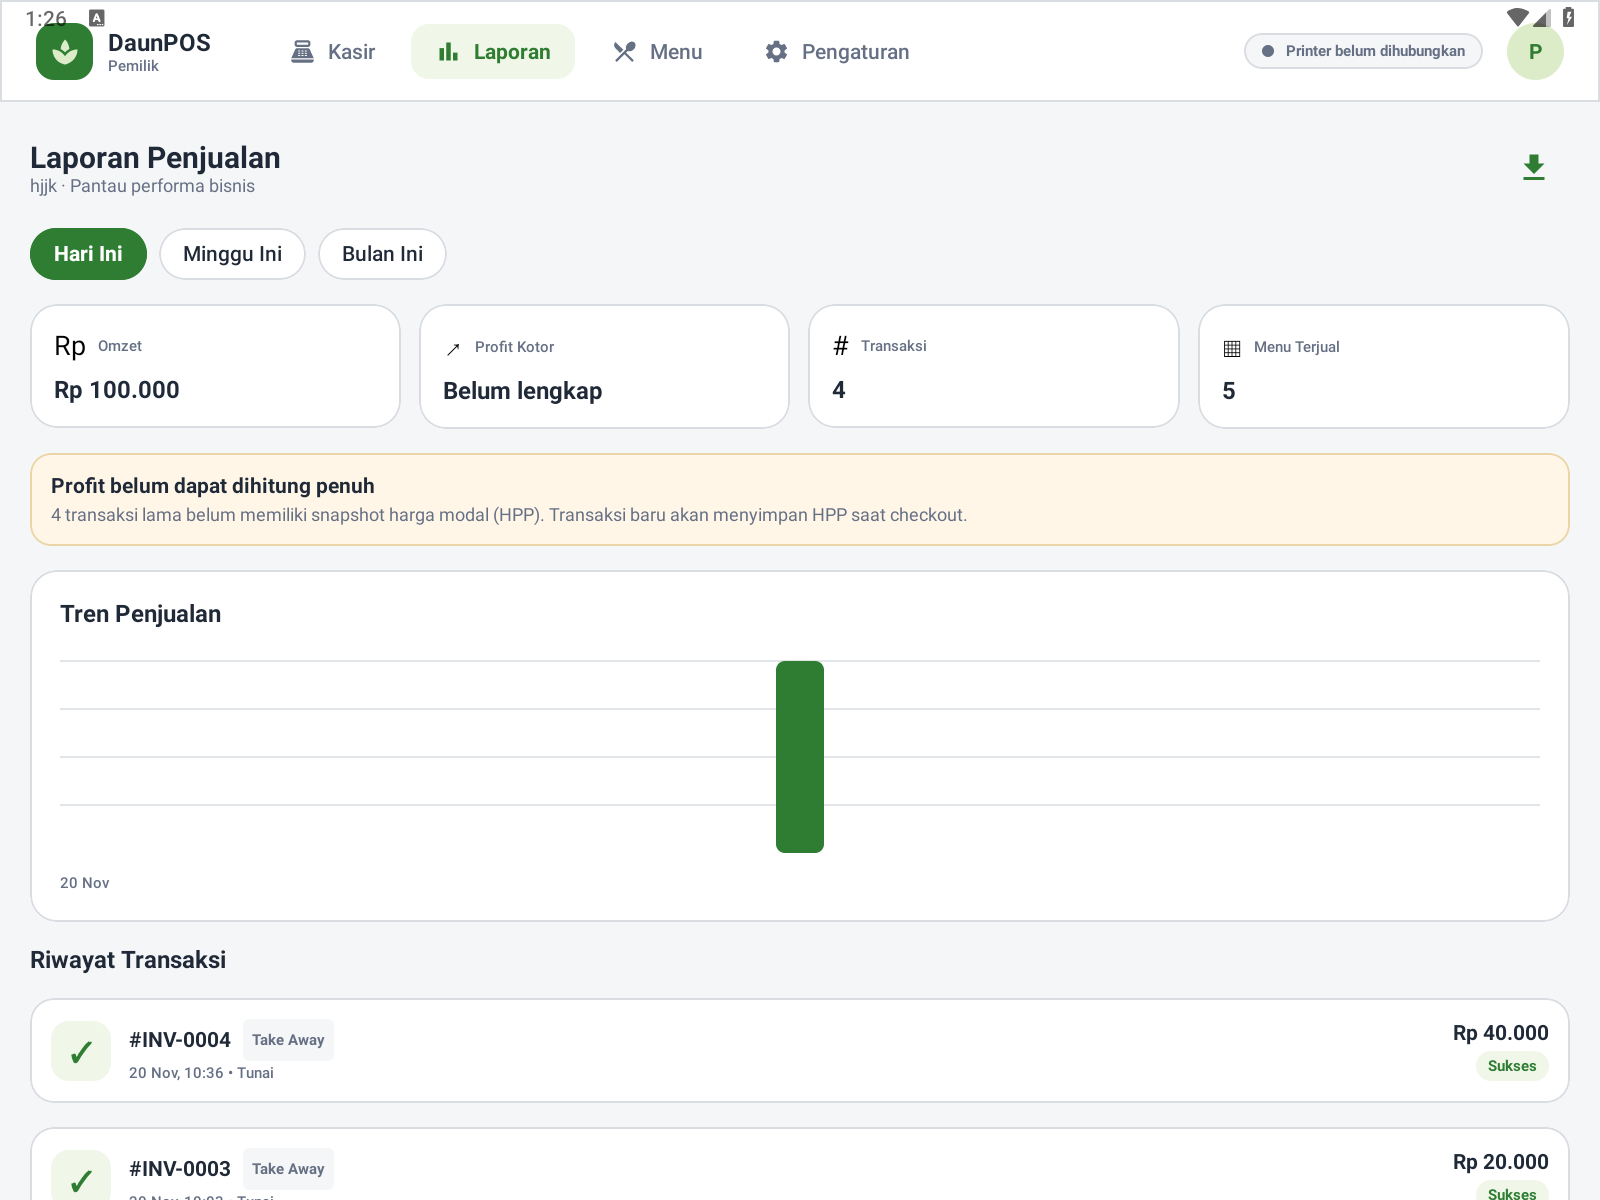 1:26
A
DaunPOS
Pemilik
Kasir
Laporan
Menu
Pengaturan
Printer belum dihubungkan
P
Laporan Penjualan
hjjk · Pantau performa bisnis
Hari Ini
Minggu Ini
Bulan Ini
Rp Omzet
Rp 100.000
Profit Kotor
Belum lengkap
# Transaksi
4
Menu Terjual
5
Profit belum dapat dihitung penuh
4 transaksi lama belum memiliki snapshot harga modal (HPP). Transaksi baru akan menyimpan HPP saat checkout.
Tren Penjualan
20 Nov
Riwayat Transaksi
#INV-0004 Take Away
20 Nov, 10:36 • Tunai
Rp 40.000
Sukses
#INV-0003 Take Away
Rp 20.000
Sukses